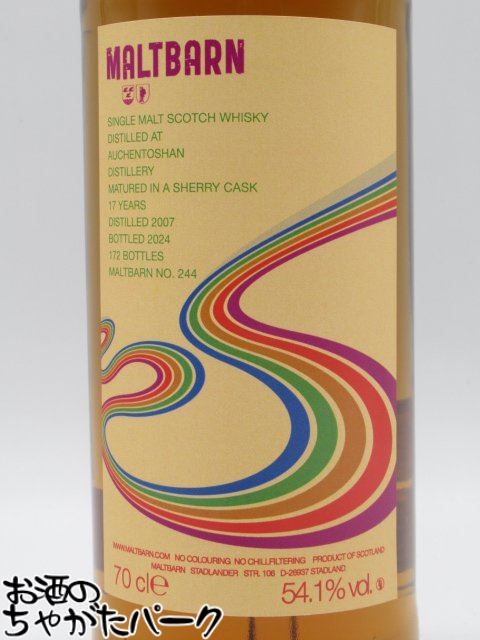 MALTBARN
SINGLE MALT SCOTCH WHISKY
DISTILLED AT
AUCHENTOSHAN
DISTILLERY
MATURED IN A SHERRY CASK
17 YEARS
DISTILLED 2007
BOTTLED 2024
172 BOTTLES
MALTBARN NO. 244
WWW.MALTBARN.COM NO COLOURING NO CHILLFILTERING PRODUCT OF SCOTLAND
MALTBARN STADLANDER STR. 106 D-26937 STADLAND
70 cle 54.1% vol.
お酒の
ちゃがたパーク